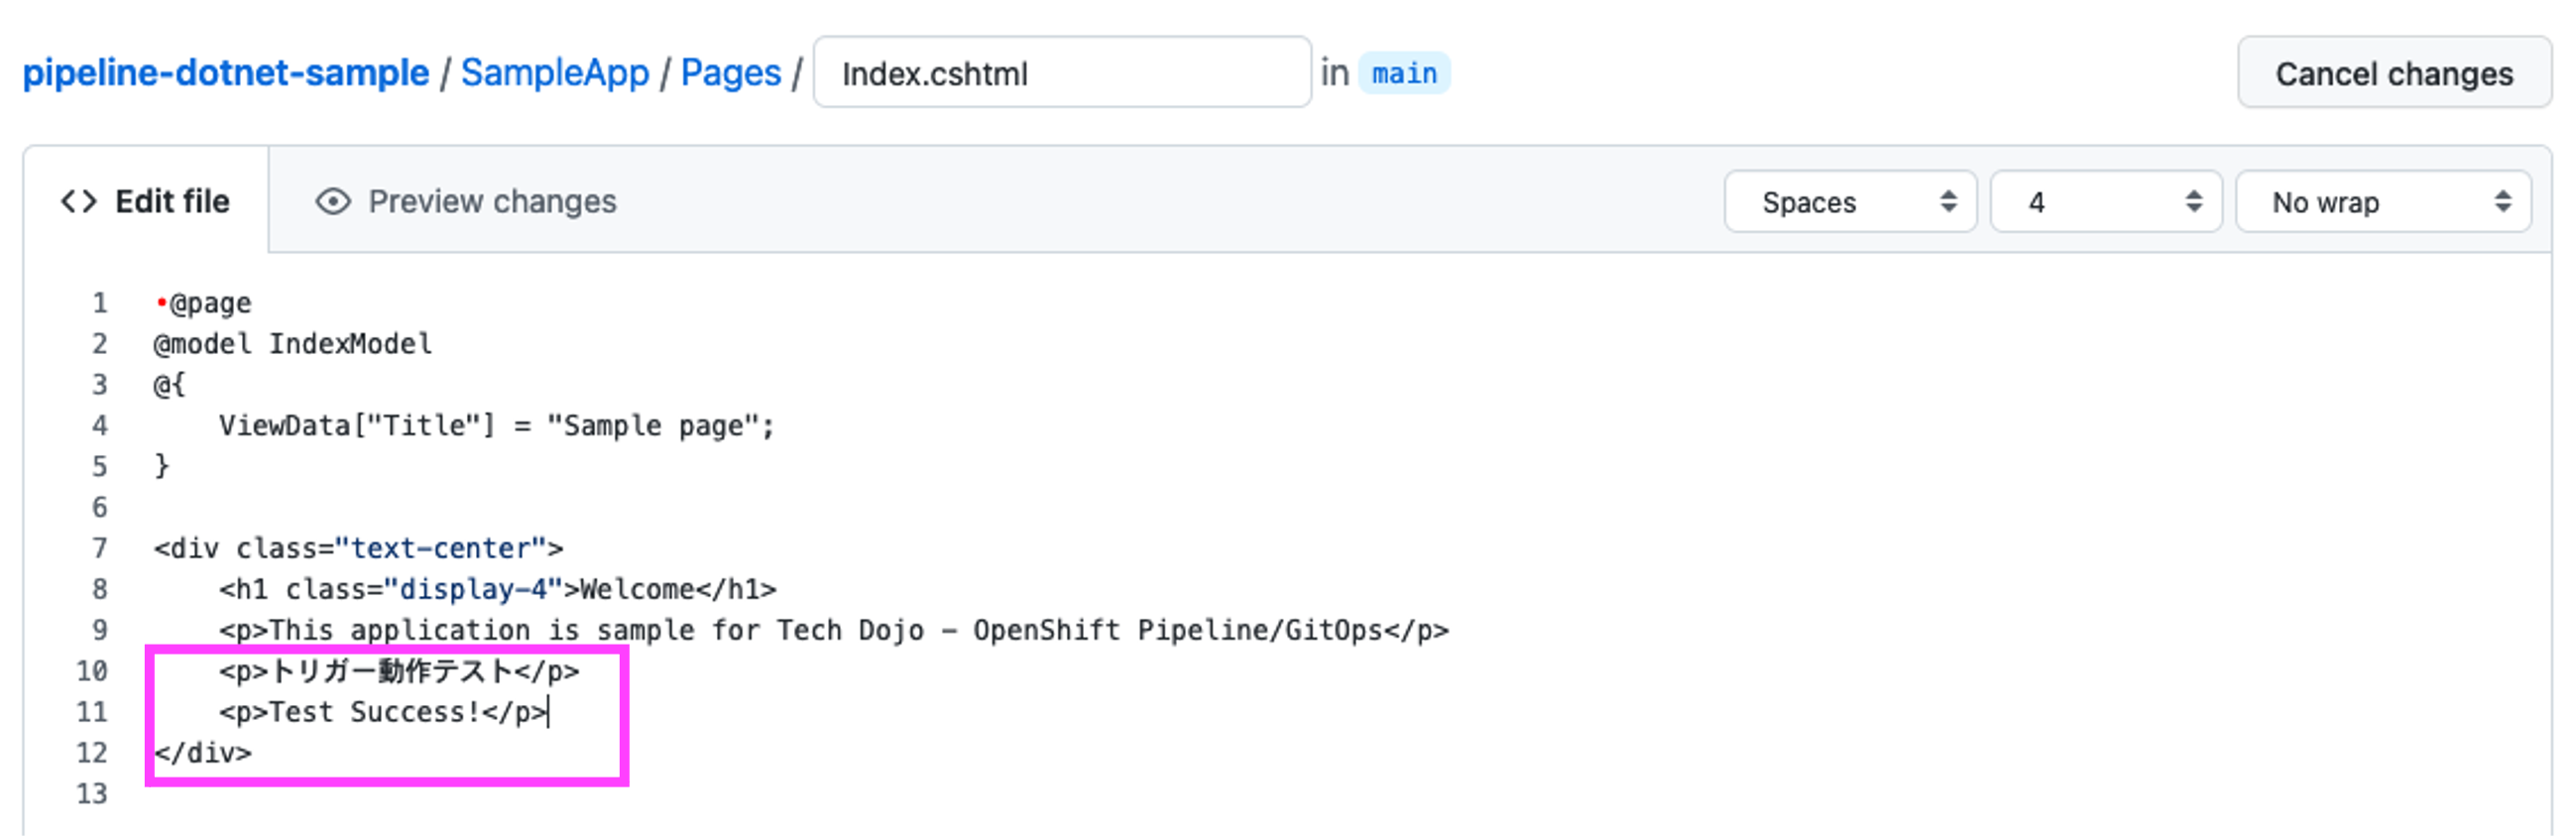 pipeline-dotnet-sample / SampleApp / Pages / Index.cshtml in main Cancel changes
<> Edit file Preview changes Spaces 4 No wrap
1 •@page
2 @model IndexModel
3 @{
4     ViewData["Title"] = "Sample page";
5 }
6
7 <div class="text-center">
8     <h1 class="display-4">Welcome</h1>
9     <p>This application is sample for Tech Dojo - OpenShift Pipeline/GitOps</p>
10     <p>トリガー動作テスト</p>
11     <p>Test Success!</p>
12 </div>
13